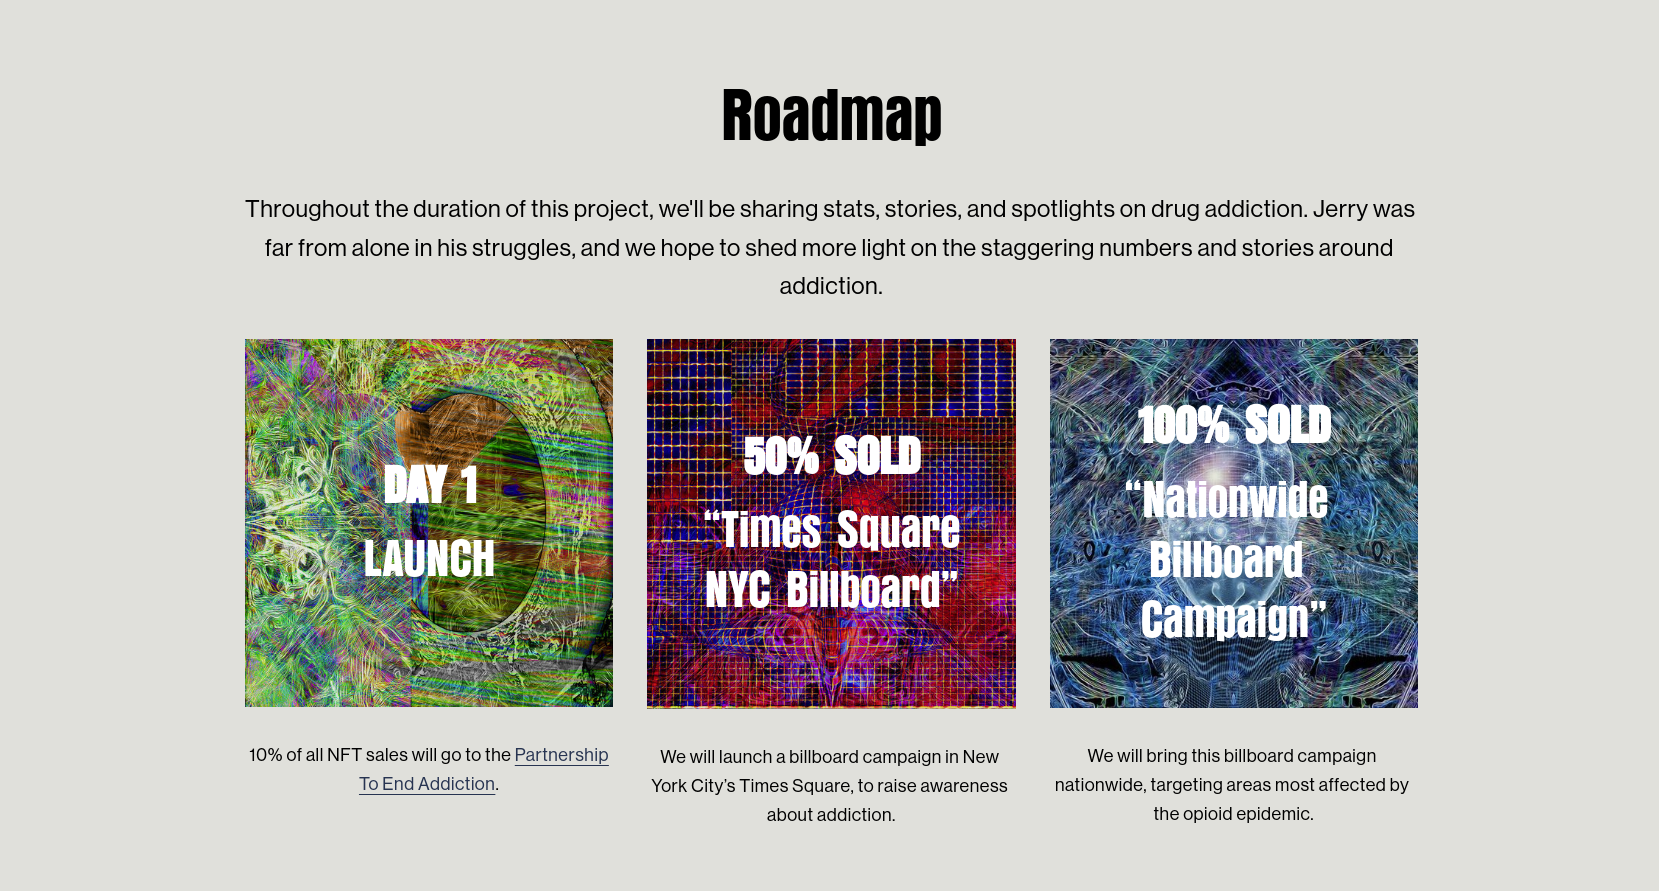 Roadmap
Throughout the duration of this project, we'll be sharing stats, stories, and spotlights on drug addiction. Jerry was
far from alone in his struggles, and we hope to shed more light on the staggering numbers and stories around
addiction.
DAY 1
LAUNCH
10% of all NFT sales will go to the Partnership
To End Addiction.
50% SOLD
“Times Square
NYC Billboard”
We will launch a billboard campaign in New
York City’s Times Square, to raise awareness
about addiction.
100% SOLD
“Nationwide
Billboard
Campaign”
We will bring this billboard campaign
nationwide, targeting areas most affected by
the opioid epidemic.